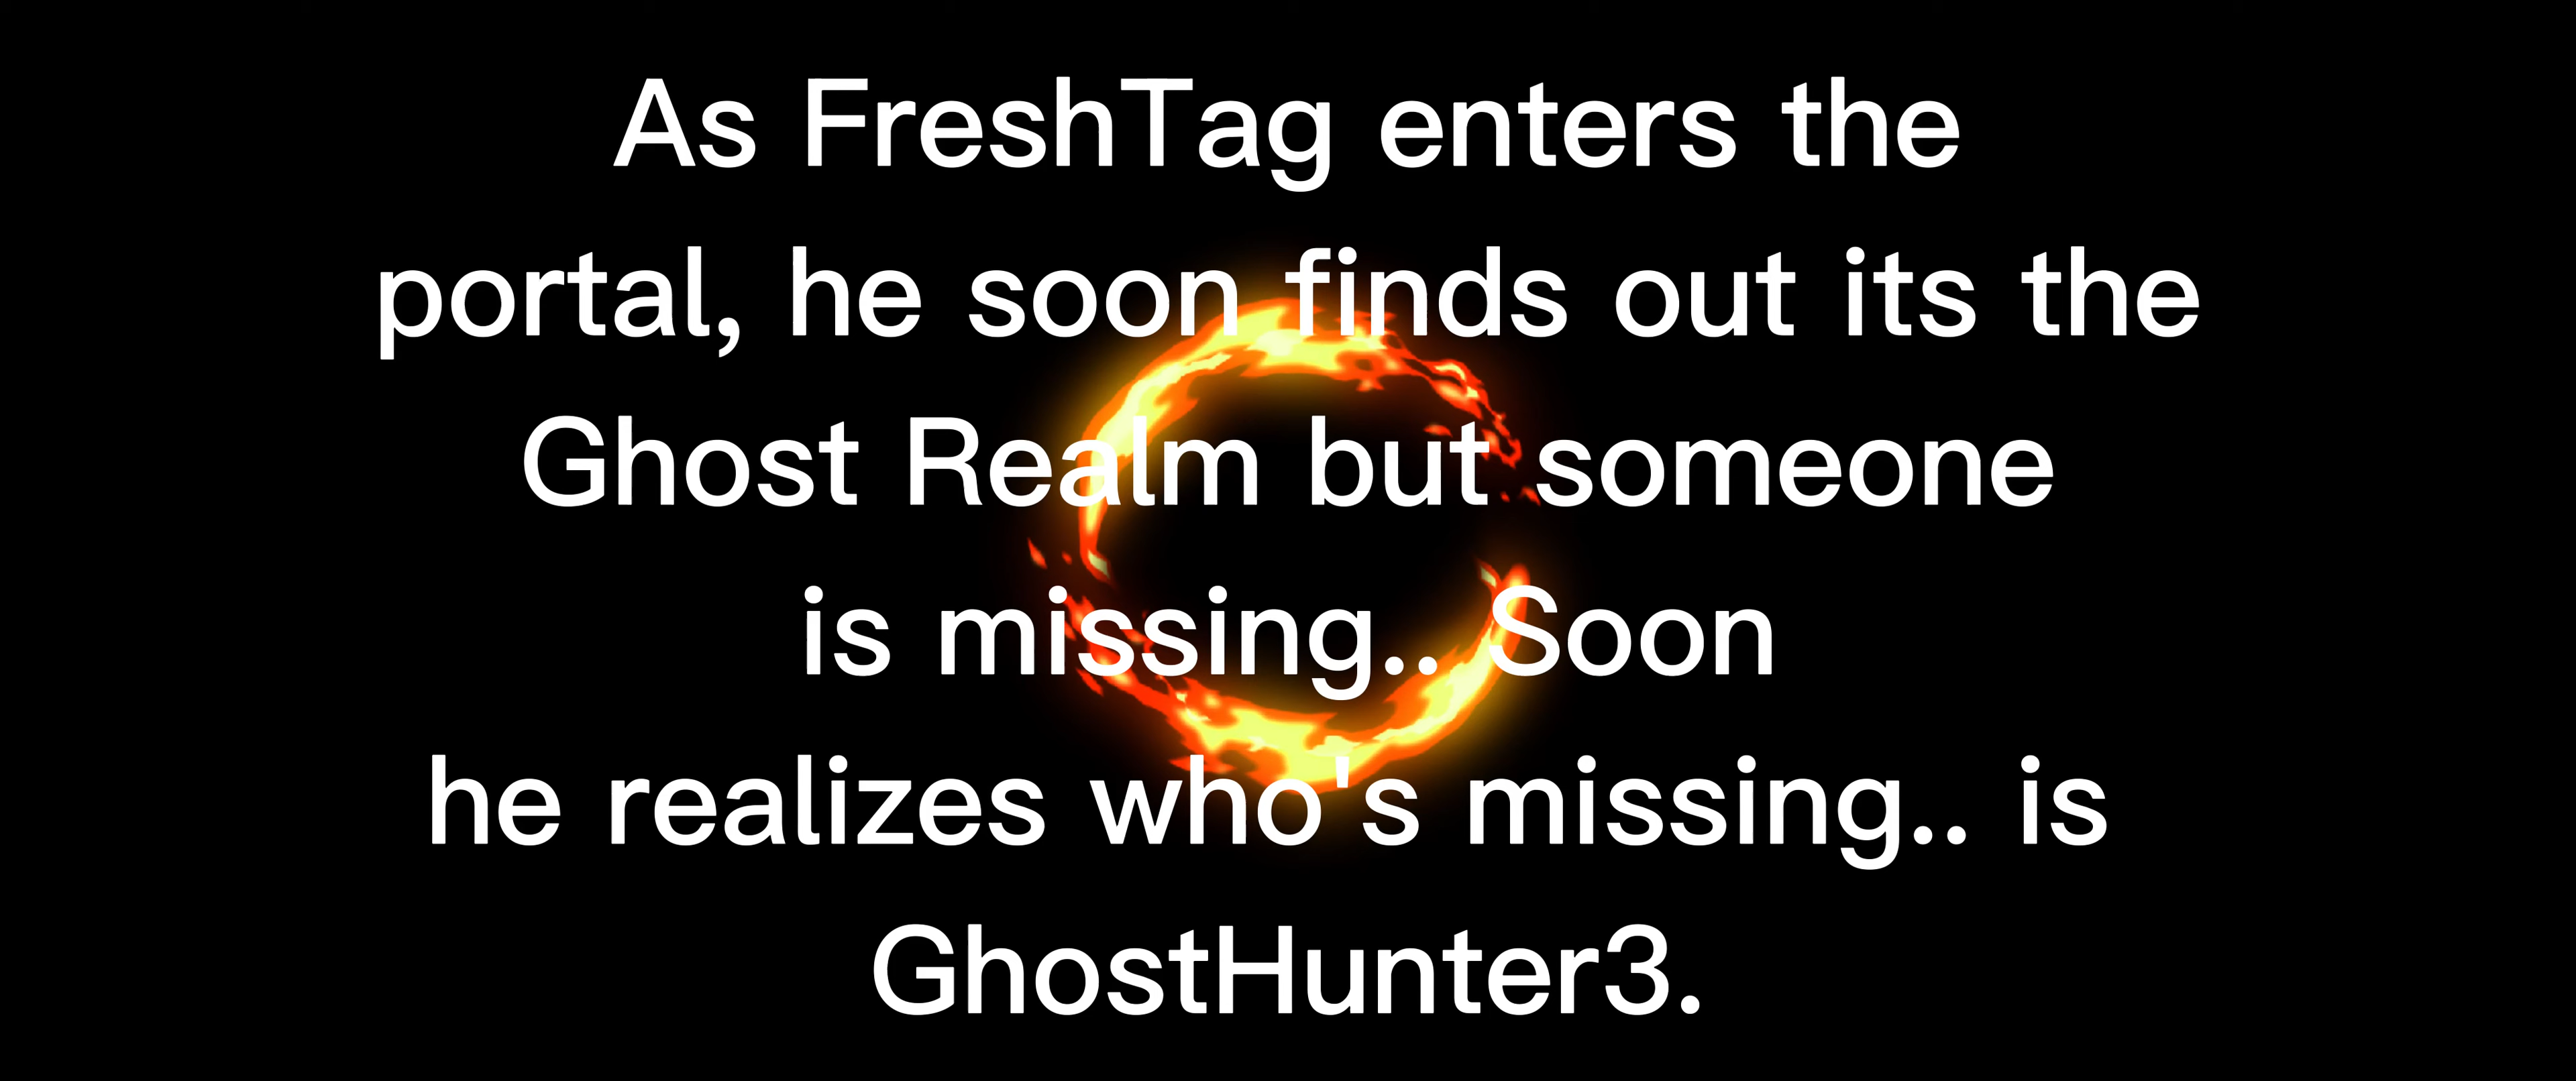 As FreshTag enters the
portal, he soon finds out its the
Ghost Realm but someone
is missing.. Soon
he realizes who's missing.. is
GhostHunter3.